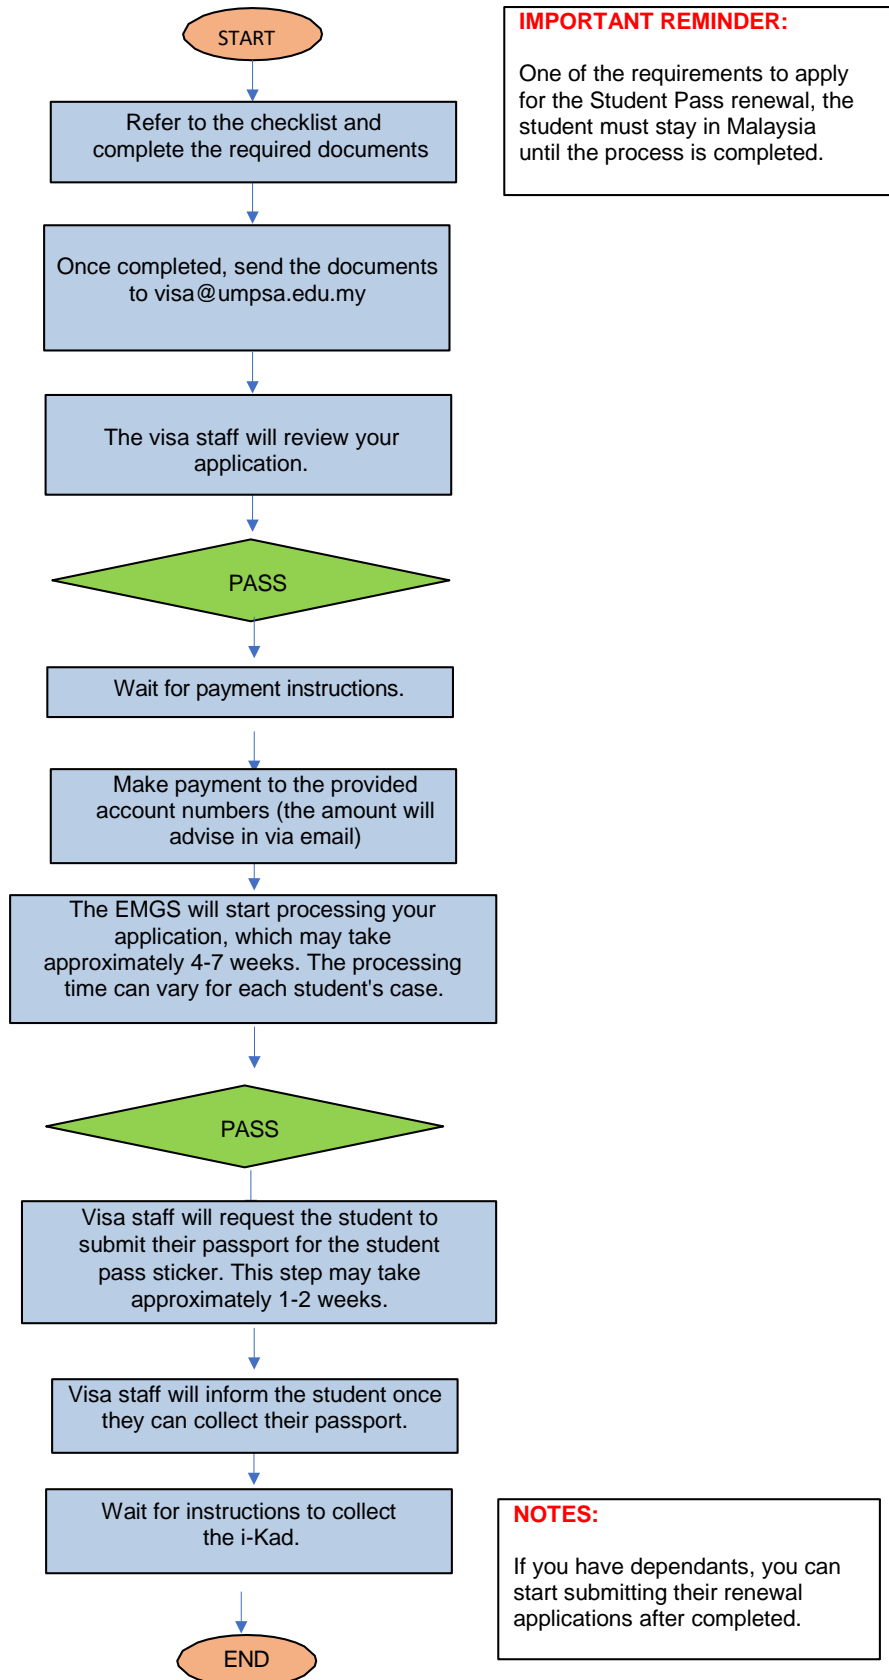 START
IMPORTANT REMINDER:
One of the requirements to apply
for the Student Pass renewal, the
student must stay in Malaysia
until the process is completed.
Refer to the checklist and
complete the required documents
Once completed, send the documents
to visa@umpsa.edu.my
The visa staff will review your
application.
PASS
Wait for payment instructions.
Make payment to the provided
account numbers (the amount will
advise in via email)
The EMGS will start processing your
application, which may take
approximately 4-7 weeks. The processing
time can vary for each student's case.
PASS
Visa staff will request the student to
submit their passport for the student
pass sticker. This step may take
approximately 1-2 weeks.
Visa staff will inform the student once
they can collect their passport.
Wait for instructions to collect
the i-Kad.
NOTES:
If you have dependants, you can
start submitting their renewal
applications after completed.
END